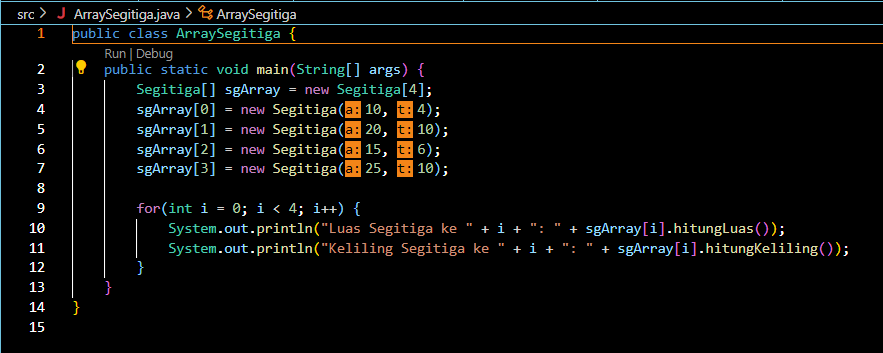 src > J ArraySegitiga.java > ArraySegitiga
1 public class ArraySegitiga {
Run | Debug
2 public static void main(String[] args) {
3 Segitiga[] sgArray = new Segitiga[4];
4 sgArray[0] = new Segitiga(a:10, t:4);
5 sgArray[1] = new Segitiga(a:20, t:10);
6 sgArray[2] = new Segitiga(a:15, t:6);
7 sgArray[3] = new Segitiga(a:25, t:10);
8
9 for(int i = 0; i < 4; i++) {
10 System.out.println("Luas Segitiga ke " + i + ": " + sgArray[i].hitungLuas());
11 System.out.println("Keliling Segitiga ke " + i + ": " + sgArray[i].hitungKeliling());
12 }
13 }
14 }
15